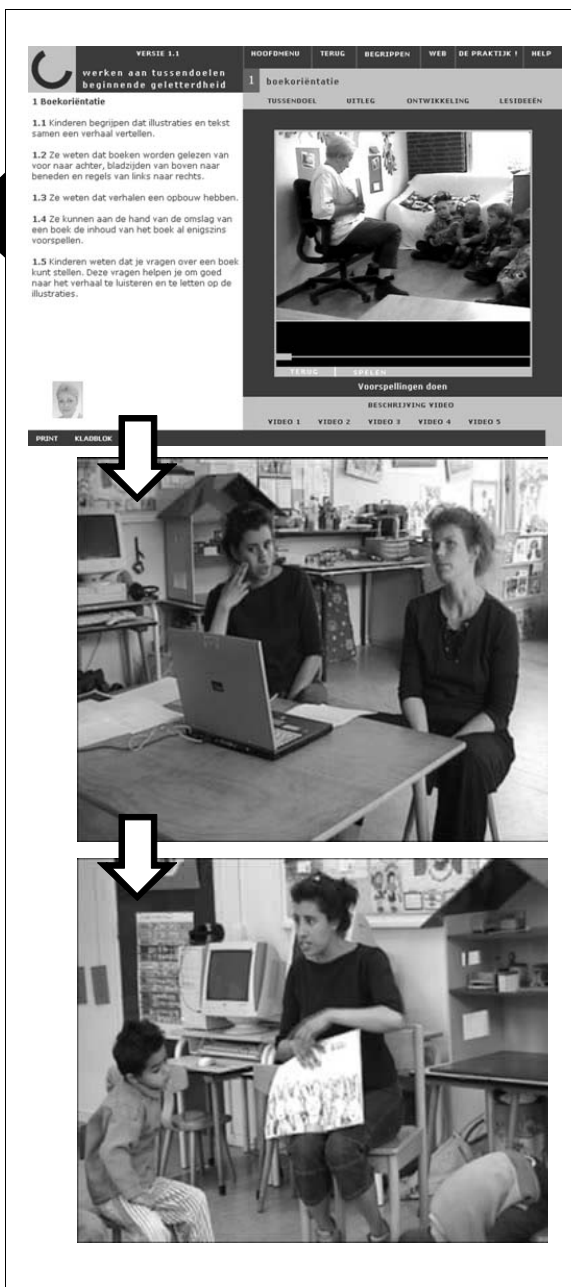 VERSIE 1.1
werken aan tussendoelen
beginnende geletterdheid
HOOFDMENU TERUG BEGRIPPEN WEB DE PRAKTIJK ! HELP
1 boekoriëntatie
TUSSENDOEL UITLEG ONTWIKKELING LESIDEEËN
1 Boekoriëntatie
1.1 Kinderen begrijpen dat illustraties en tekst
samen een verhaal vertellen.
1.2 Ze weten dat boeken worden gelezen van
voor naar achter, bladzijden van boven naar
beneden en regels van links naar rechts.
1.3 Ze weten dat verhalen een opbouw hebben.
1.4 Ze kunnen aan de hand van de omslag van
een boek de inhoud van het boek al enigszins
voorspellen.
1.5 Kinderen weten dat je vragen over een boek
kunt stellen. Deze vragen helpen je om goed
naar het verhaal te luisteren en te letten op de
illustraties.
TERUG | SPELEN
Voorspellingen doen
BESCHRIJVING VIDEO
VIDEO 1 VIDEO 2 VIDEO 3 VIDEO 4 VIDEO 5
PRINT KLADBLOK